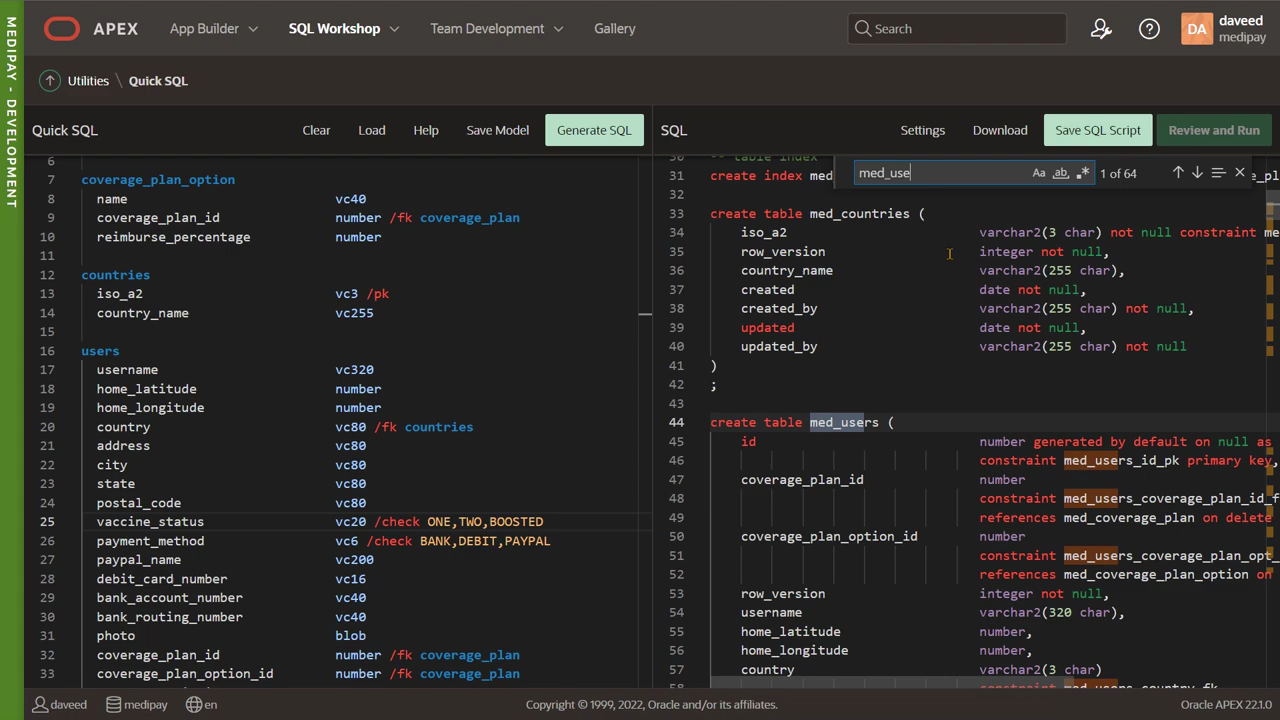 MEDIPAY - DEVELOPMENT
APEX
App Builder
SQL Workshop
Team Development
Gallery
Search
DA
daveed
medipay
Utilities \ Quick SQL
Quick SQL
Clear
Load
Help
Save Model
Generate SQL
SQL
Settings
Download
Save SQL Script
Review and Run
6
7 coverage_plan_option
8 name vc40
9 coverage_plan_id number /fk coverage_plan
10 reimburse_percentage number
11
12 countries
13 iso_a2 vc3 /pk
14 country_name vc255
15
16 users
17 username vc320
18 home_latitude number
19 home_longitude number
20 country vc80 /fk countries
21 address vc80
22 city vc80
23 state vc80
24 postal_code vc80
25 vaccine_status vc20 /check ONE,TWO,BOOSTED
26 payment_method vc6 /check BANK,DEBIT,PAYPAL
27 paypal_name vc200
28 debit_card_number vc16
29 bank_account_number vc40
30 bank_routing_number vc40
31 photo blob
32 coverage_plan_id number /fk coverage_plan
33 coverage_plan_option_id number /fk coverage_plan
med_use
Aa ab .* 1 of 64
30 -- table index
31 create index med
32
33 create table med_countries (
34 iso_a2 varchar2(3 char) not null constraint me
35 row_version integer not null,
36 country_name varchar2(255 char),
37 created date not null,
38 created_by varchar2(255 char) not null,
39 updated date not null,
40 updated_by varchar2(255 char) not null
41 )
42 ;
43
44 create table med_users (
45 id number generated by default on null as
46 constraint med_users_id_pk primary key,
47 coverage_plan_id number
48 constraint med_users_coverage_plan_id_f
49 references med_coverage_plan on delete
50 coverage_plan_option_id number
51 constraint med_users_coverage_plan_opt_
52 references med_coverage_plan_option on
53 row_version integer not null,
54 username varchar2(320 char),
55 home_latitude number,
56 home_longitude number,
57 country varchar2(3 char)
58 constraint med_users_country_fk
daveed
medipay
en
Copyright © 1999, 2022, Oracle and/or its affiliates.
Oracle APEX 22.1.0